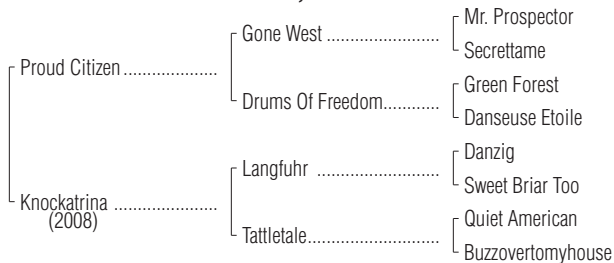 Mr. Prospector
Gone West ....................
Secrettame
Proud Citizen .................
Green Forest
Drums Of Freedom..........
Danseuse Etoile
Danzig
Langfuhr ......................
Sweet Briar Too
Knockatrina ...................
(2008)
Quiet American
Tattletale........................
Buzzovertomyhouse